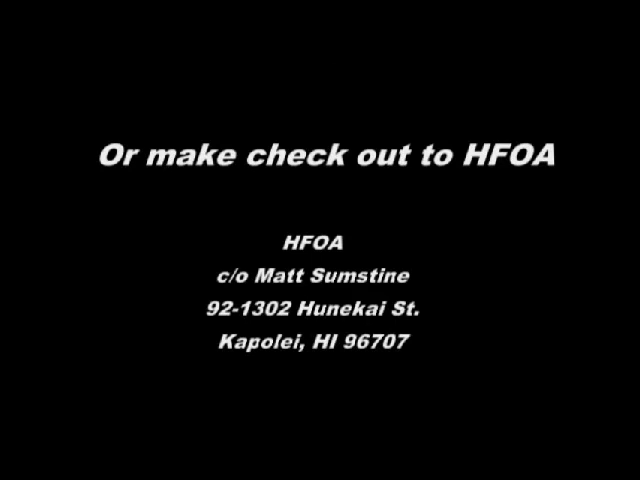 Or make check out to HFOA
HFOA
c/o Matt Sumstine
92-1302 Hunekai St.
Kapolei, HI 96707